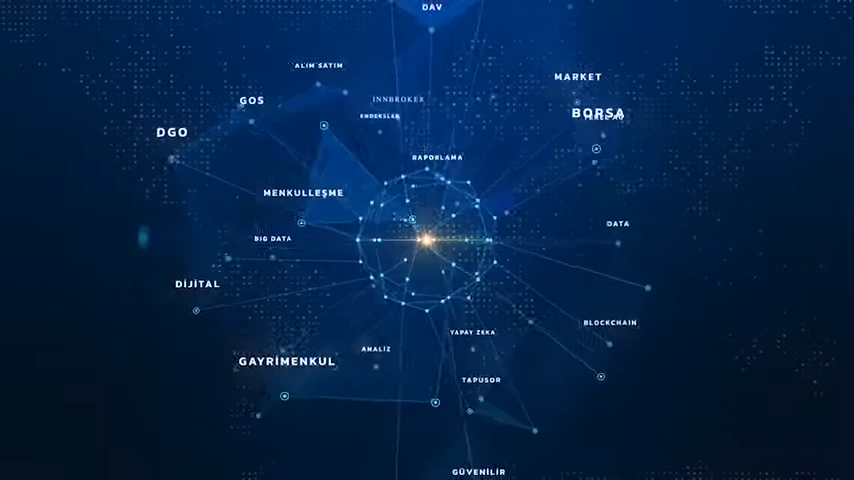 DAV
ALIM SATIM
MARKET
GOS
INNBROKER
ENDEKSLER
BORSA
DGO
RAPORLAMA
MENKULLEŞME
DATA
BIG DATA
DİJİTAL
BLOCKCHAIN
YAPAY ZEKA
ANALİZ
GAYRİMENKUL
TAPUSOR
GÜVENİLİR